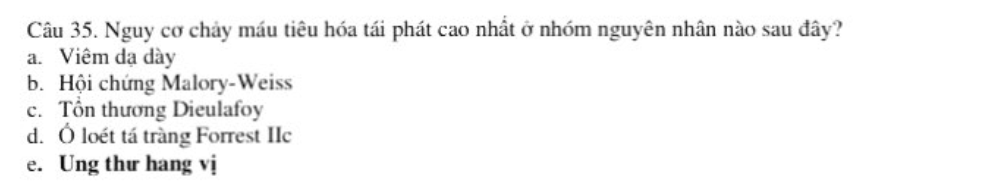 Câu 35. Nguy cơ chảy máu tiêu hóa tái phát cao nhất ở nhóm nguyên nhân nào sau đây?
a. Viêm dạ dày
b. Hội chứng Malory-Weiss
c. Tổn thương Dieulafoy
d. Ổ loét tá tràng Forrest IIc
e. Ung thư hang vị